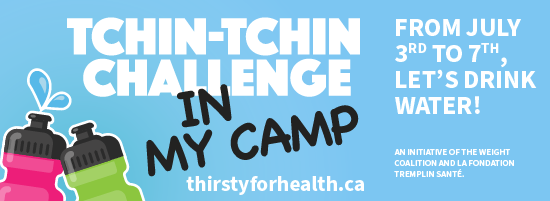 TCHIN-TCHIN
CHALLENGE
IN
MY CAMP
thirstyforhealth.ca
FROM JULY
3RD TO 7TH,
LET'S DRINK
WATER!
AN INITIATIVE OF THE WEIGHT
COALITION AND LA FONDATION
TREMPLIN SANTÉ.